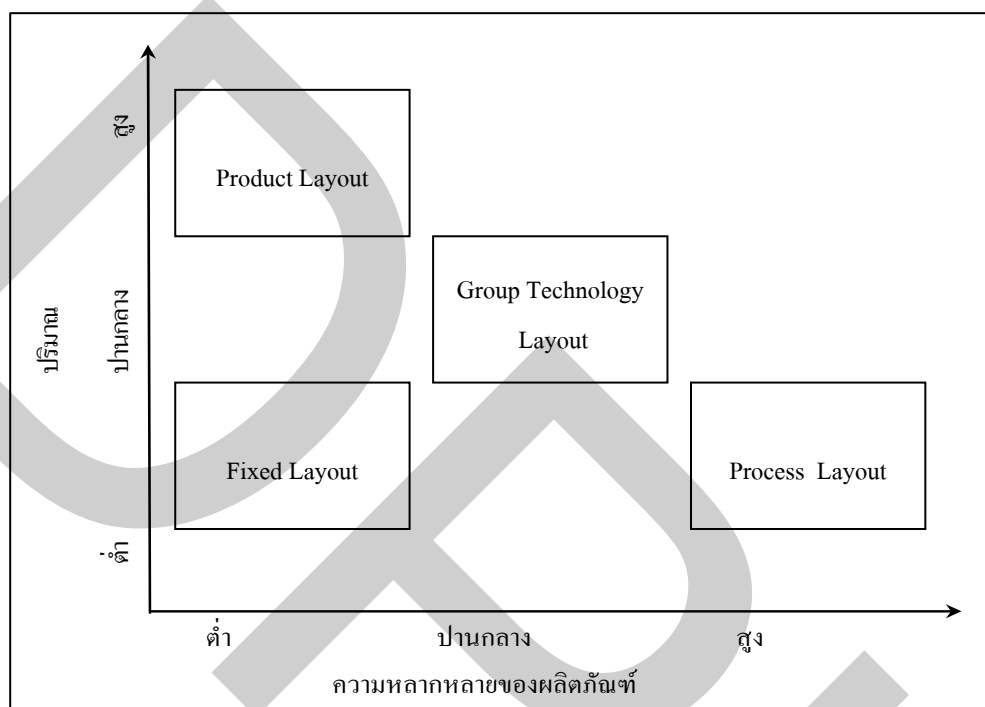 สูง
Product Layout
Group Technology
Layout
ปริมาณ
ปานกลาง
Fixed Layout
Process Layout
ต่ำ
ต่ำ ปานกลาง สูง
ความหลากหลายของผลิตภัณฑ์